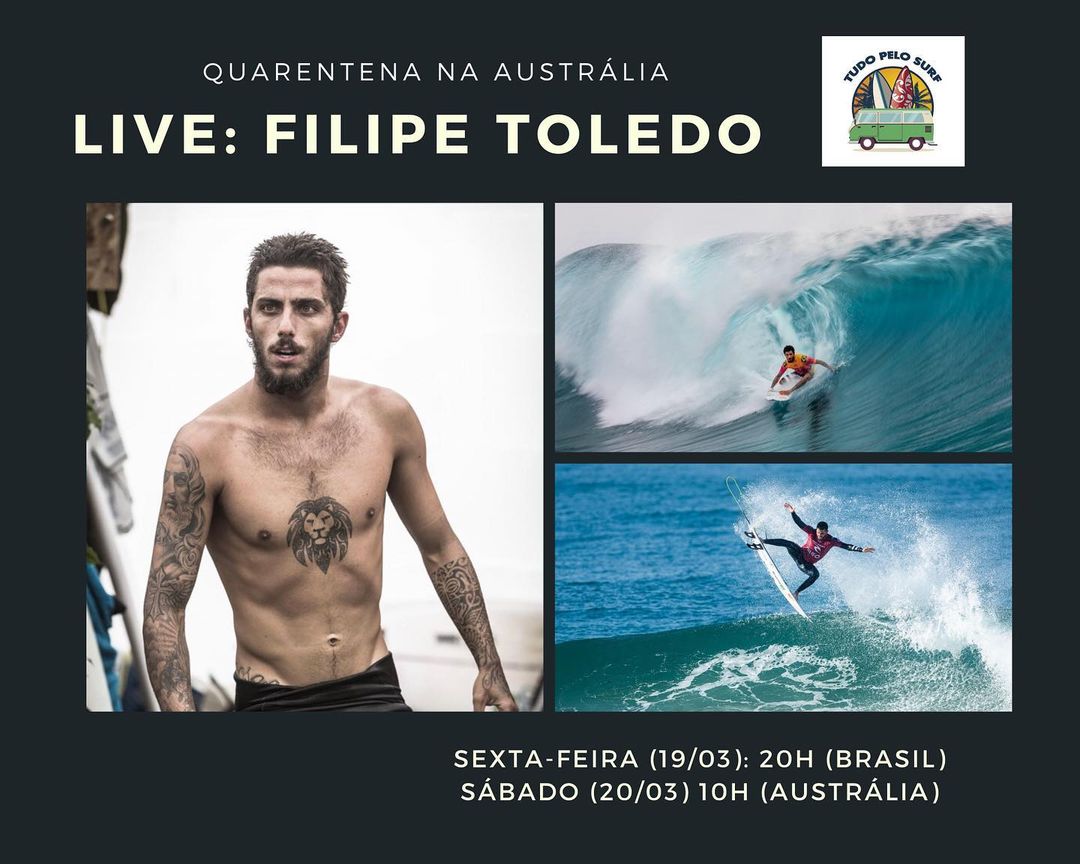 QUARENTENA NA AUSTRÁLIA
LIVE: FILIPE TOLEDO
TUDO PELO SURF
SEXTA-FEIRA (19/03): 20H (BRASIL)
SÁBADO (20/03) 10H (AUSTRÁLIA)